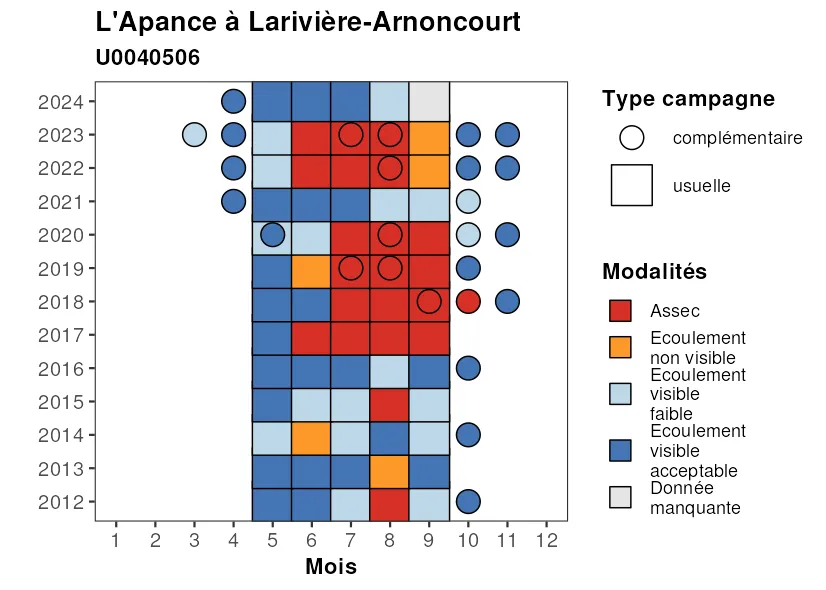 L'Apance à Larivière-Arnoncourt
U0040506
2024
2023
2022
2021
2020
2019
2018
2017
2016
2015
2014
2013
2012
1 2 3 4 5 6 7 8 9 10 11 12
Mois
Type campagne
complémentaire
usuelle
Modalités
Assec
Ecoulement
non visible
Ecoulement
visible
faible
Ecoulement
visible
acceptable
Donnée
manquante